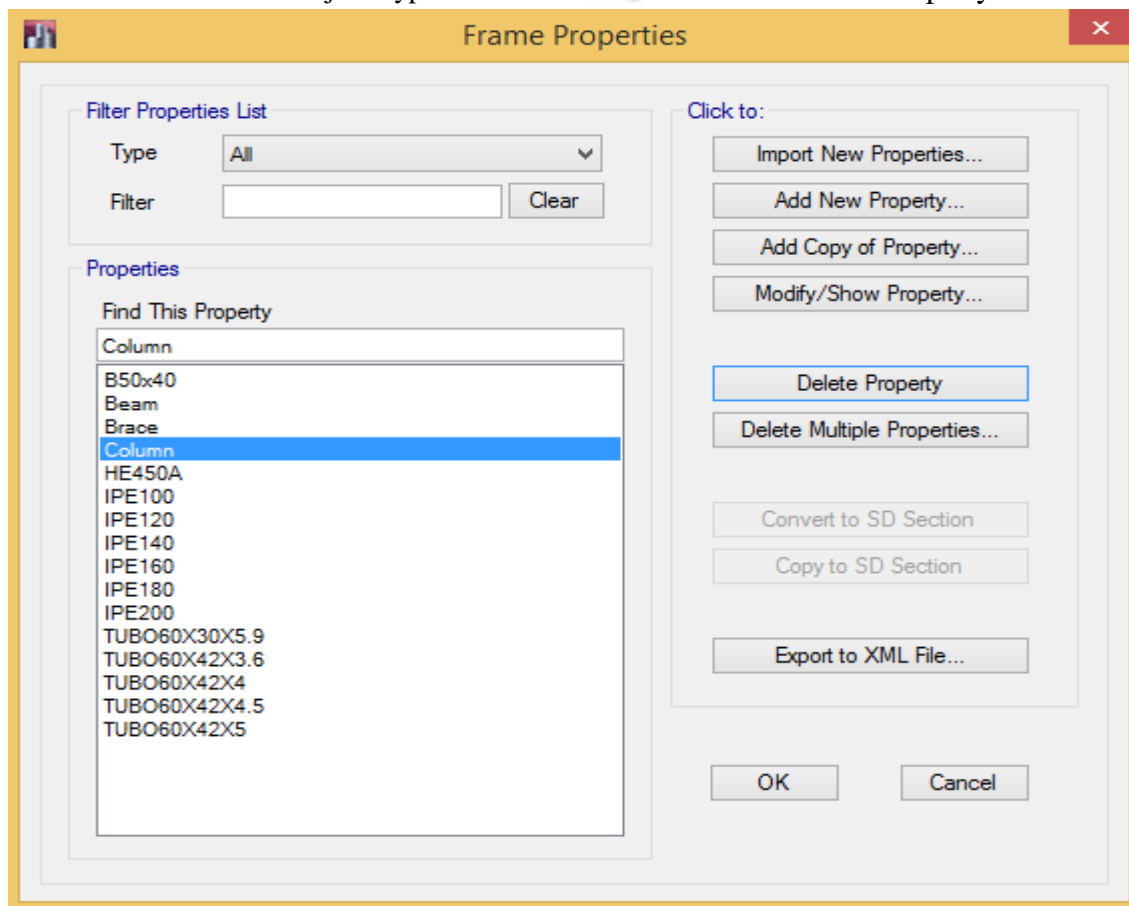 Frame Properties
Filter Properties List
Type All
Filter Clear
Properties
Find This Property
Column
B50x40
Beam
Brace
Column
HE450A
IPE100
IPE120
IPE140
IPE160
IPE180
IPE200
TUBO60X30X5.9
TUBO60X42X3.6
TUBO60X42X4
TUBO60X42X4.5
TUBO60X42X5
Click to:
Import New Properties...
Add New Property...
Add Copy of Property...
Modify/Show Property...
Delete Property
Delete Multiple Properties...
Convert to SD Section
Copy to SD Section
Export to XML File...
OK Cancel